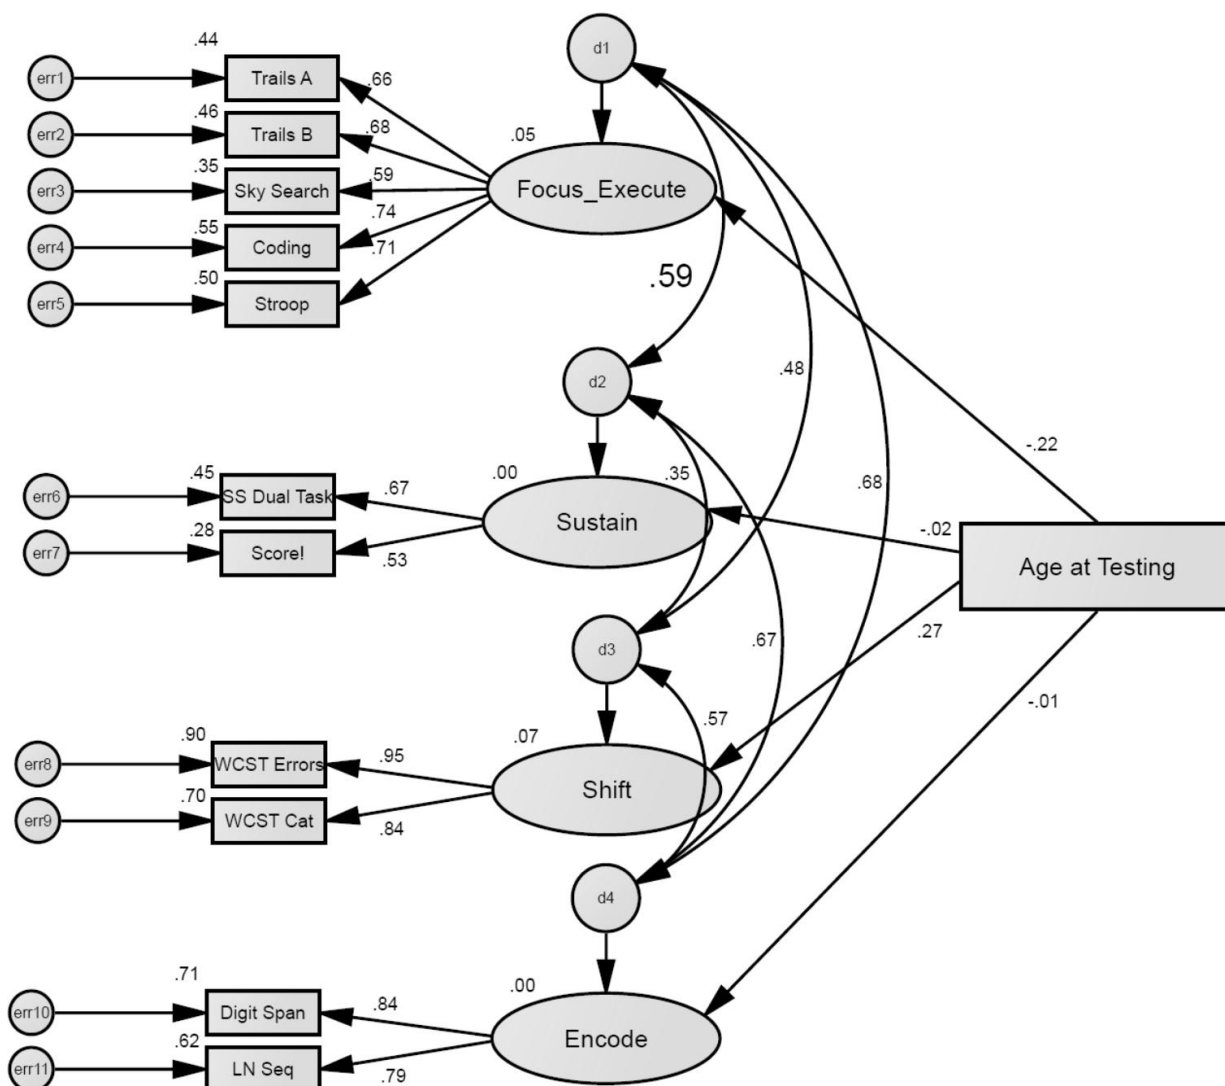 d1
.44
err1
Trails A
.66
.46
err2
Trails B
.68
.05
.35
err3
Sky Search
.59
Focus_Execute
.55
err4
Coding
.74
.50
err5
Stroop
.71
.59
d2
.48
-.22
.45
err6
SS Dual Task
.67
.00
.35
.68
Sustain
-.02
.28
err7
Score!
.53
Age at Testing
d3
.67
.27
.57
-.01
.90
err8
WCST Errors
.95
.07
Shift
.70
err9
WCST Cat
.84
d4
.71
err10
Digit Span
.84
.00
Encode
.62
err11
LN Seq
.79